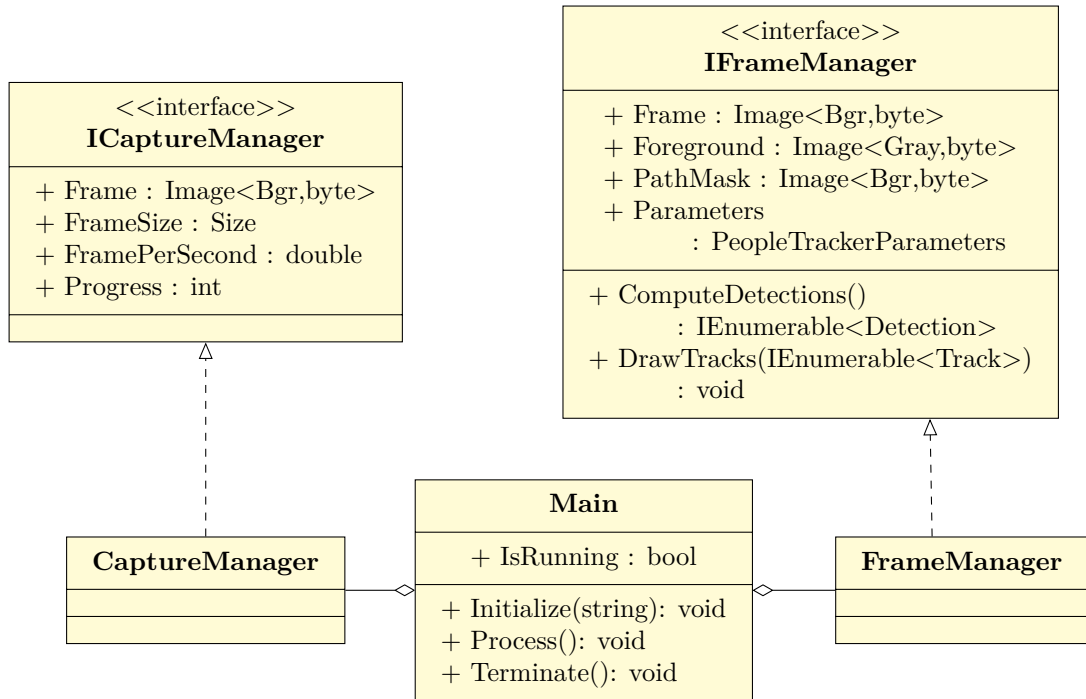 <<interface>>
ICaptureManager
+ Frame : Image<Bgr,byte>
+ FrameSize : Size
+ FramePerSecond : double
+ Progress : int
<<interface>>
IFrameManager
+ Frame : Image<Bgr,byte>
+ Foreground : Image<Gray,byte>
+ PathMask : Image<Bgr,byte>
+ Parameters
: PeopleTrackerParameters
+ ComputeDetections()
: IEnumerable<Detection>
+ DrawTracks(IEnumerable<Track>)
: void
CaptureManager
Main
+ IsRunning : bool
+ Initialize(string): void
+ Process(): void
+ Terminate(): void
FrameManager